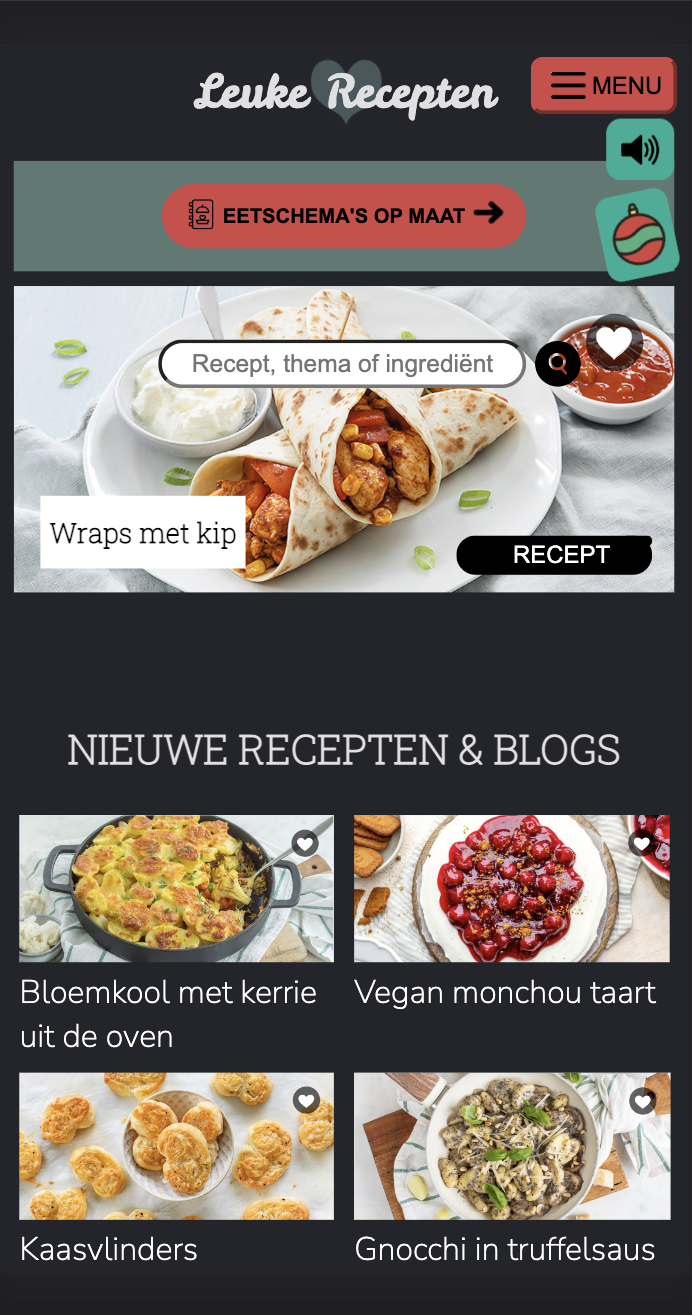 Leuke Recepten
MENU
EETSCHEMA'S OP MAAT
Recept, thema of ingrediënt
Wraps met kip
RECEPT
NIEUWE RECEPTEN & BLOGS
Bloemkool met kerrie
uit de oven
Vegan monchou taart
Kaasvlinders
Gnocchi in truffelsaus